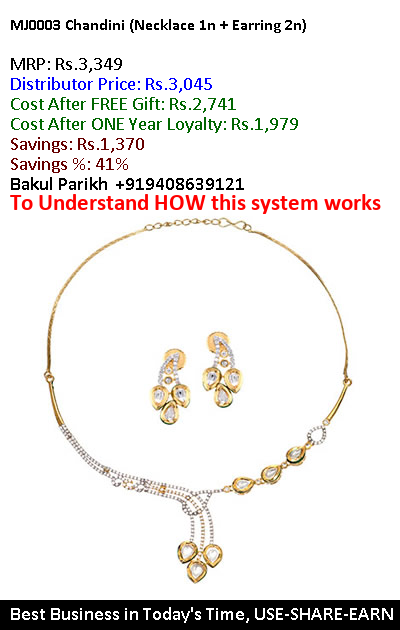 MJ0003 Chandini (Necklace 1n + Earring 2n)
MRP: Rs.3,349
Distributor Price: Rs.3,045
Cost After FREE Gift: Rs.2,741
Cost After ONE Year Loyalty: Rs.1,979
Savings: Rs.1,370
Savings %: 41%
Bakul Parikh +919408639121
To Understand HOW this system works
Best Business in Today's Time, USE-SHARE-EARN